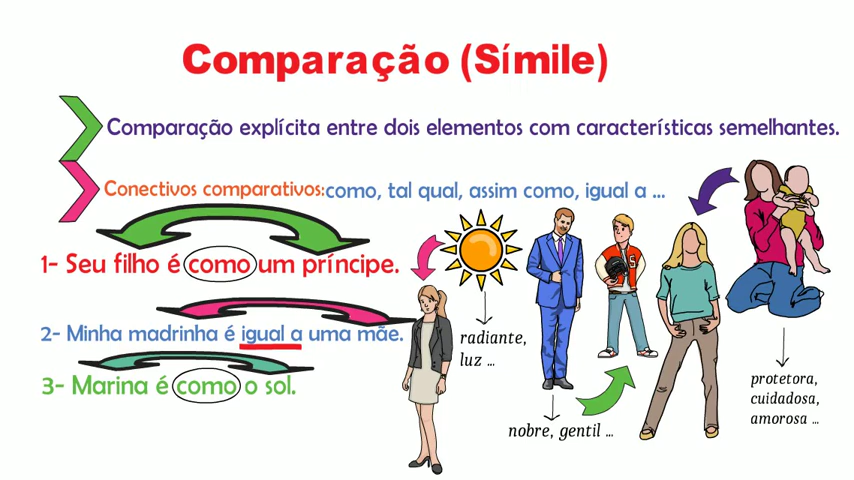 Comparação (Símile)
Comparação explícita entre dois elementos com características semelhantes.
Conectivos comparativos:como, tal qual, assim como, igual a ...
1- Seu filho é como um príncipe.
2- Minha madrinha é igual a uma mãe.
3- Marina é como o sol.
radiante,
luz ...
nobre, gentil ...
protetora,
cuidadosa,
amorosa ...